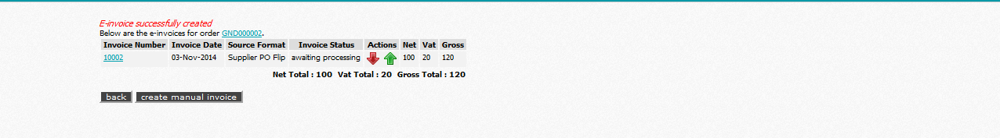 E-invoice successfully created
Below are the e-invoices for order GND000002.
Invoice Number Invoice Date Source Format Invoice Status Actions Net Vat Gross
10002 03-Nov-2014 Supplier PO Flip awaiting processing 100 20 120
Net Total : 100 Vat Total : 20 Gross Total : 120
back create manual invoice